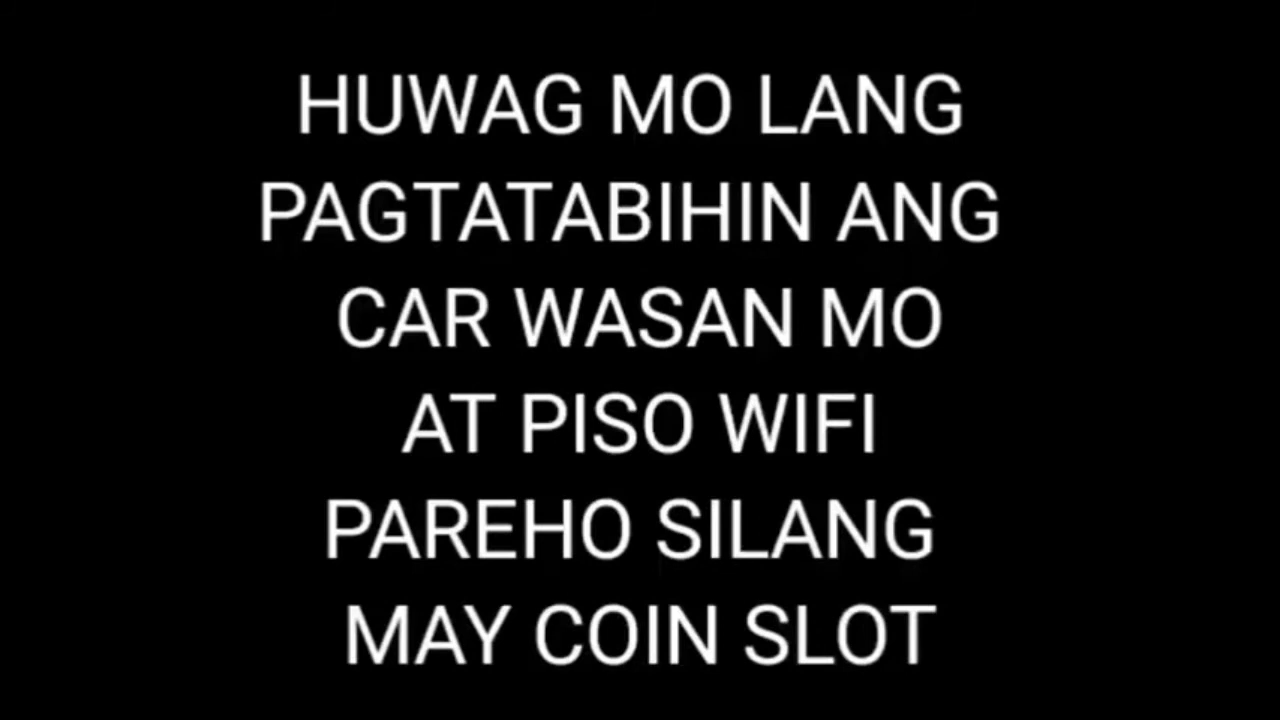 HUWAG MO LANG
PAGTATABIHIN ANG
CAR WASAN MO
AT PISO WIFI
PAREHO SILANG
MAY COIN SLOT